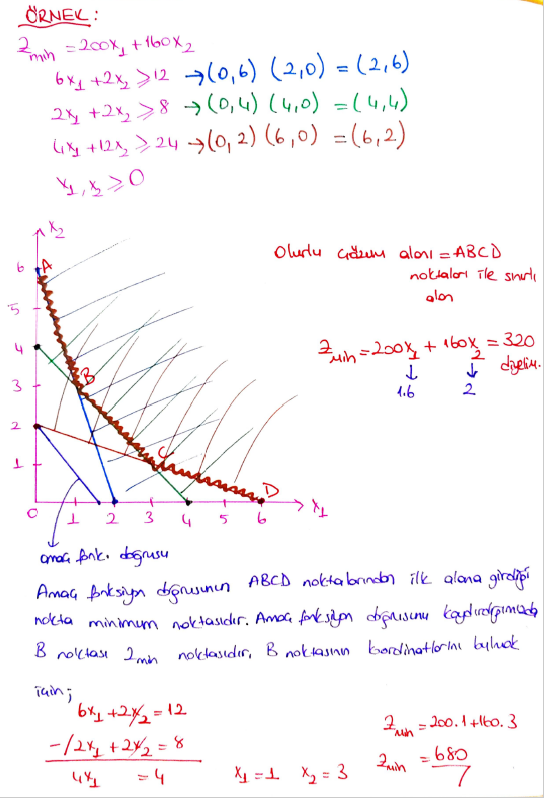 ÖRNEK:
Zmin = 200x₁ + 160x₂
6x₁ + 2x₂ ≥ 12 → (0,6) (2,0) = (2,6)
2x₁ + 2x₂ ≥ 8 → (0,4) (4,0) = (4,4)
4x₁ + 12x₂ ≥ 24 → (0,2) (6,0) = (6,2)
x₁, x₂ ≥ 0
x₂
6 A
5
4
3 B
2
1 C
D
0 1 2 3 4 5 6 x₁
Olurlu çözüm alanı = ABCD
noktaları ile sınırlı
alan
Zmin = 200x₁ + 160x₂ = 320
diyelim.
↓ ↓
1.6 2
amaç fonk. doğrusu
Amaç fonksiyon doğrusunun ABCD noktalarından ilk alana girdiği
nokta minimum noktasıdır. Amaç fonksiyon doğrusunu kaydırdığımızda
B noktası Zmin noktasıdır, B noktasının kordinatlarını bulmak
için;
6x₁ + 2x₂ = 12
-/2x₁ + 2x₂ = 8
4x₁ = 4
x₁ = 1 x₂ = 3
Zmin = 200.1 + 160.3
Zmin = 680